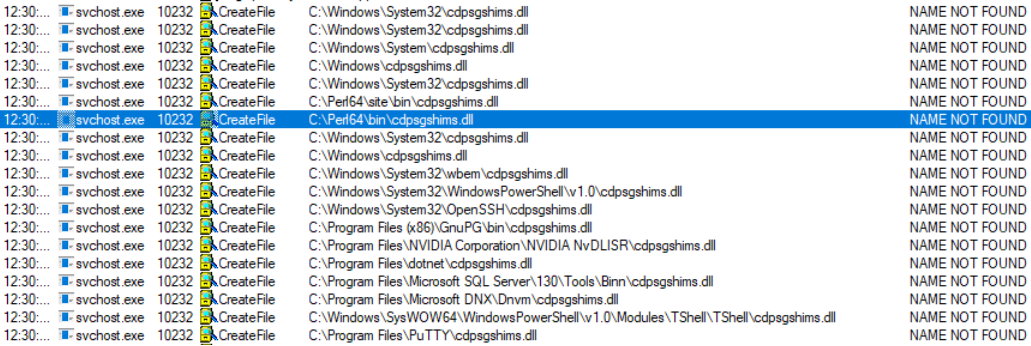 12:30:... svchost.exe 10232 CreateFile C:\Windows\System32\cdpsgshims.dll NAME NOT FOUND
12:30:... svchost.exe 10232 CreateFile C:\Windows\System32\cdpsgshims.dll NAME NOT FOUND
12:30:... svchost.exe 10232 CreateFile C:\Windows\System\cdpsgshims.dll NAME NOT FOUND
12:30:... svchost.exe 10232 CreateFile C:\Windows\cdpsgshims.dll NAME NOT FOUND
12:30:... svchost.exe 10232 CreateFile C:\Windows\System32\cdpsgshims.dll NAME NOT FOUND
12:30:... svchost.exe 10232 CreateFile C:\Perl64\site\bin\cdpsgshims.dll NAME NOT FOUND
12:30:... svchost.exe 10232 CreateFile C:\Perl64\bin\cdpsgshims.dll NAME NOT FOUND
12:30:... svchost.exe 10232 CreateFile C:\Windows\System32\cdpsgshims.dll NAME NOT FOUND
12:30:... svchost.exe 10232 CreateFile C:\Windows\cdpsgshims.dll NAME NOT FOUND
12:30:... svchost.exe 10232 CreateFile C:\Windows\System32\wbem\cdpsgshims.dll NAME NOT FOUND
12:30:... svchost.exe 10232 CreateFile C:\Windows\System32\WindowsPowerShell\v1.0\cdpsgshims.dll NAME NOT FOUND
12:30:... svchost.exe 10232 CreateFile C:\Windows\System32\OpenSSH\cdpsgshims.dll NAME NOT FOUND
12:30:... svchost.exe 10232 CreateFile C:\Program Files (x86)\GnuPG\bin\cdpsgshims.dll NAME NOT FOUND
12:30:... svchost.exe 10232 CreateFile C:\Program Files\NVIDIA Corporation\NVIDIA NvDLISR\cdpsgshims.dll NAME NOT FOUND
12:30:... svchost.exe 10232 CreateFile C:\Program Files\dotnet\cdpsgshims.dll NAME NOT FOUND
12:30:... svchost.exe 10232 CreateFile C:\Program Files\Microsoft SQL Server\130\Tools\Binn\cdpsgshims.dll NAME NOT FOUND
12:30:... svchost.exe 10232 CreateFile C:\Program Files\Microsoft DNX\Dnvm\cdpsgshims.dll NAME NOT FOUND
12:30:... svchost.exe 10232 CreateFile C:\Windows\SysWOW64\WindowsPowerShell\v1.0\Modules\TShell\TShell\cdpsgshims.dll NAME NOT FOUND
12:30:... svchost.exe 10232 CreateFile C:\Program Files\PuTTY\cdpsgshims.dll NAME NOT FOUND